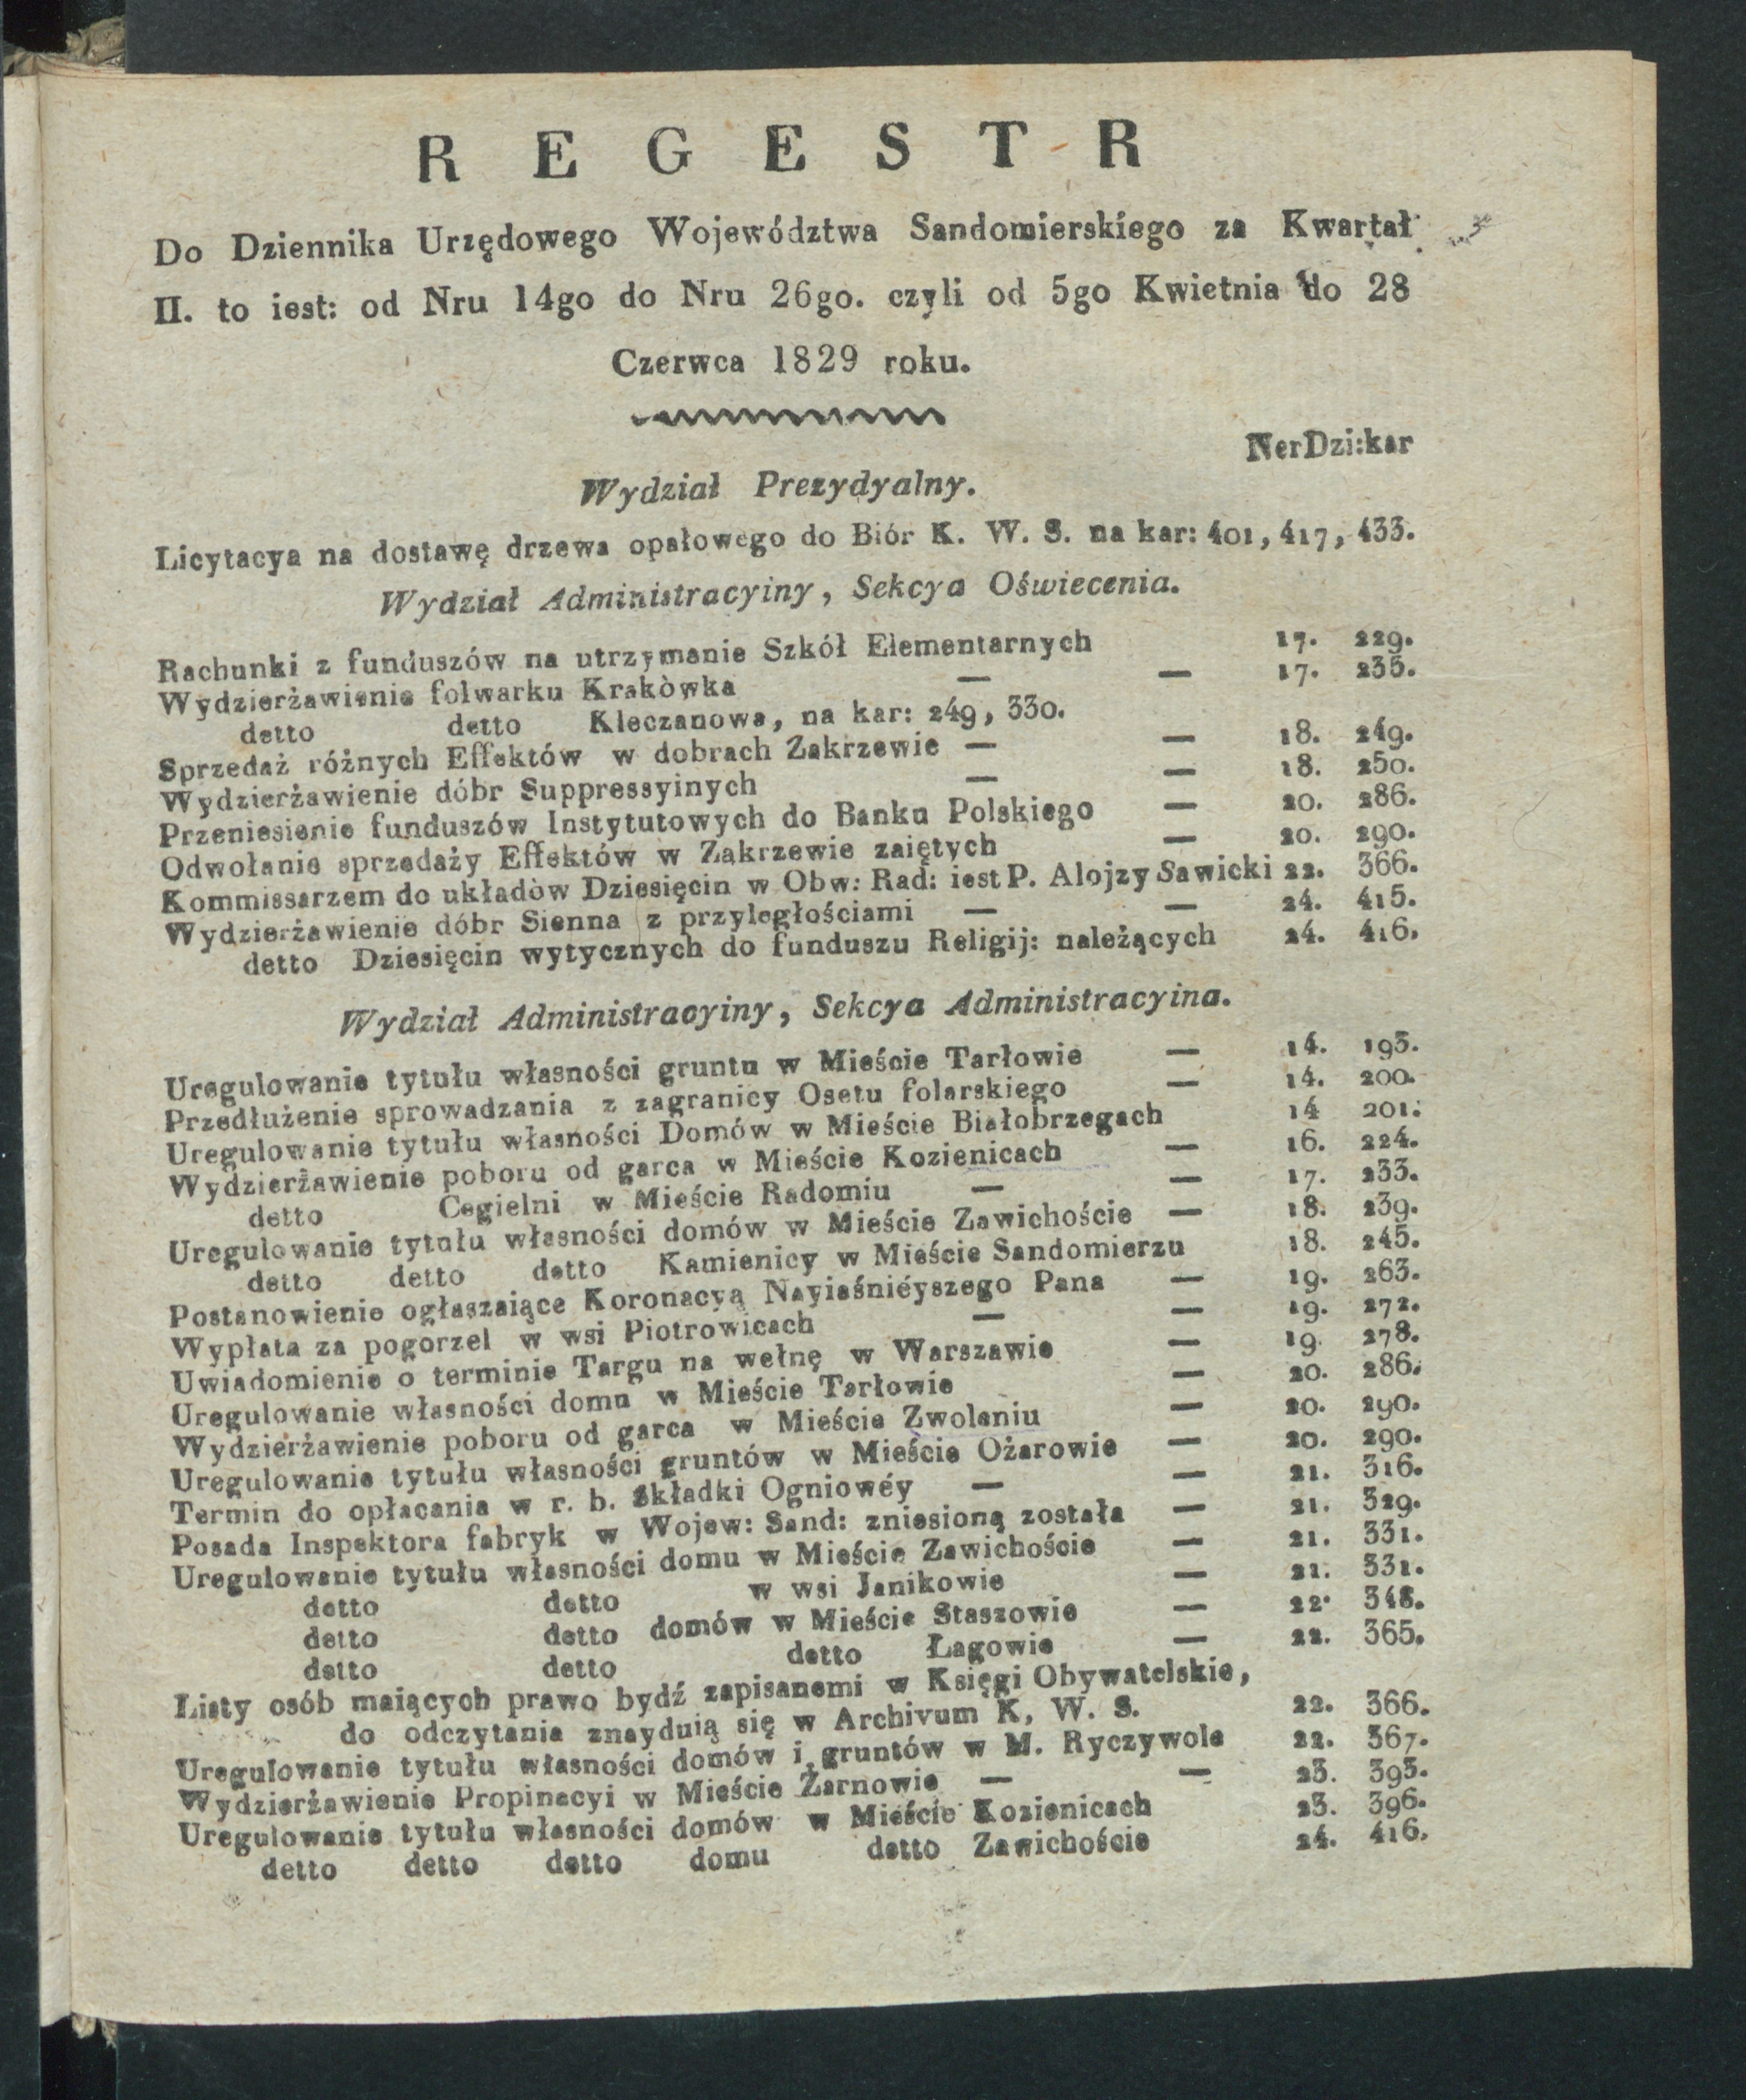 REGESTR
Do Dziennika Urzędowego Województwa Sandomierskiego za Kwartał
II. to iest: od Nru 14go do Nru 26go. czyli od 5go Kwietnia do 28
Czerwca 1829 roku.
NerDzi:kar
Wydział Prezydyalny.
Licytacya na dostawę drzewa opałowego do Biór K. W. S. na kar: 401, 417, 433.
Wydział Administracyiny, Sekcya Oświecenia.
Rachunki z funduszów na utrzymanie Szkół Elementarnych 17. 229.
Wydzierżawienie folwarku Krakòwka — — 17. 235.
detto detto Kleczanowa, na kar: 249, 330.
Sprzedaż różnych Effektów w dobrach Zakrzewie — — 18. 249.
Wydzierżawienie dóbr Suppressyinych — — 18. 250.
Przeniesienie funduszów Instytutowych do Banku Polskiego — 20. 286.
Odwołanie sprzedaży Effektów w Zakrzewie zaiętych — 20. 290.
Kommissarzem do układòw Dziesięcin w Obw: Rad: iest P. Alojzy Sawicki 22. 366.
Wydzierżawienie dóbr Sienna z przyległościami — — 24. 415.
detto Dziesięcin wytycznych do funduszu Religij: należących 24. 416.
Wydział Administracyiny, Sekcya Administracyina.
Uregulowanie tytułu własności gruntu w Mieście Tarłowie — 14. 193.
Przedłużenie sprowadzania z zagranicy Osetu folarskiego — 14. 200.
Uregulowanie tytułu własności Domów w Mieście Białobrzegach 14 201.
Wydzierżawienie poboru od garca w Mieście Kozienicach — 16. 224.
detto Cegielni w Mieście Radomiu — — 17. 233.
Uregulowanie tytułu własności domów w Mieście Zawichoście — 18. 239.
detto detto detto Kamienicy w Mieście Sandomierzu 18. 245.
Postanowienie ogłaszaiące Koronacyą Nayiaśniéyszego Pana — 19. 263.
Wypłata za pogorzel w wsi Piotrowicach — — 19. 272.
Uwiadomienie o terminie Targu na wełnę w Warszawie — 19. 278.
Uregulowanie własności domu w Mieście Tarłowie — 20. 286.
Wydzierżawienie poboru od garca w Mieście Zwoleniu — 20. 290.
Uregulowanie tytułu własności gruntów w Mieście Ożarowie — 20. 290.
Termin do opłacania w r. b. Składki Ogniowéy — — 21. 316.
Posada Inspektora fabryk w Wojew: Sand: zniesioną została — 21. 329.
Uregulowanie tytułu własności domu w Mieście Zawichoście — 21. 331.
detto detto w wsi Janikowie — 21. 331.
detto detto domów w Mieście Staszowie — 22. 348.
detto detto detto Łagowie — 22. 365.
Listy osób maiących prawo bydź zapisanemi w Księgi Obywatelskie,
do odczytania znayduią się w Archivum K, W. S. 22. 366.
Uregulowanie tytułu własności domów i gruntów w M. Ryczywole 22. 367.
Wydzierżawienie Propinacyi w Mieście Żarnowie — — 23. 393.
Uregulowanie tytułu własności domów w Mieście Kozienicach 23. 396.
detto detto detto domu detto Zawichoście 24. 416.